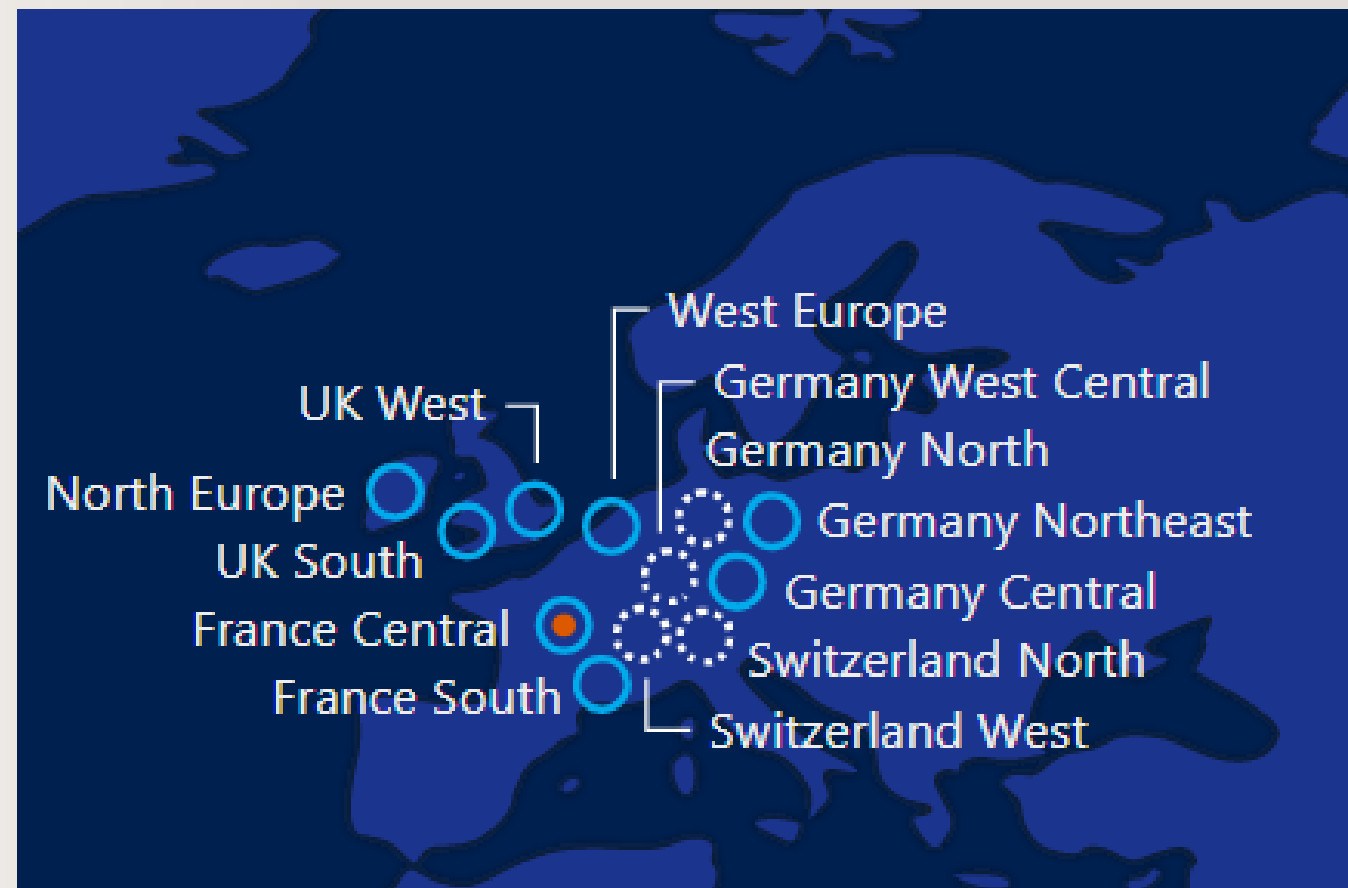 West Europe
Germany West Central
UK West
Germany North
North Europe
Germany Northeast
UK South
Germany Central
France Central
Switzerland North
France South
Switzerland West